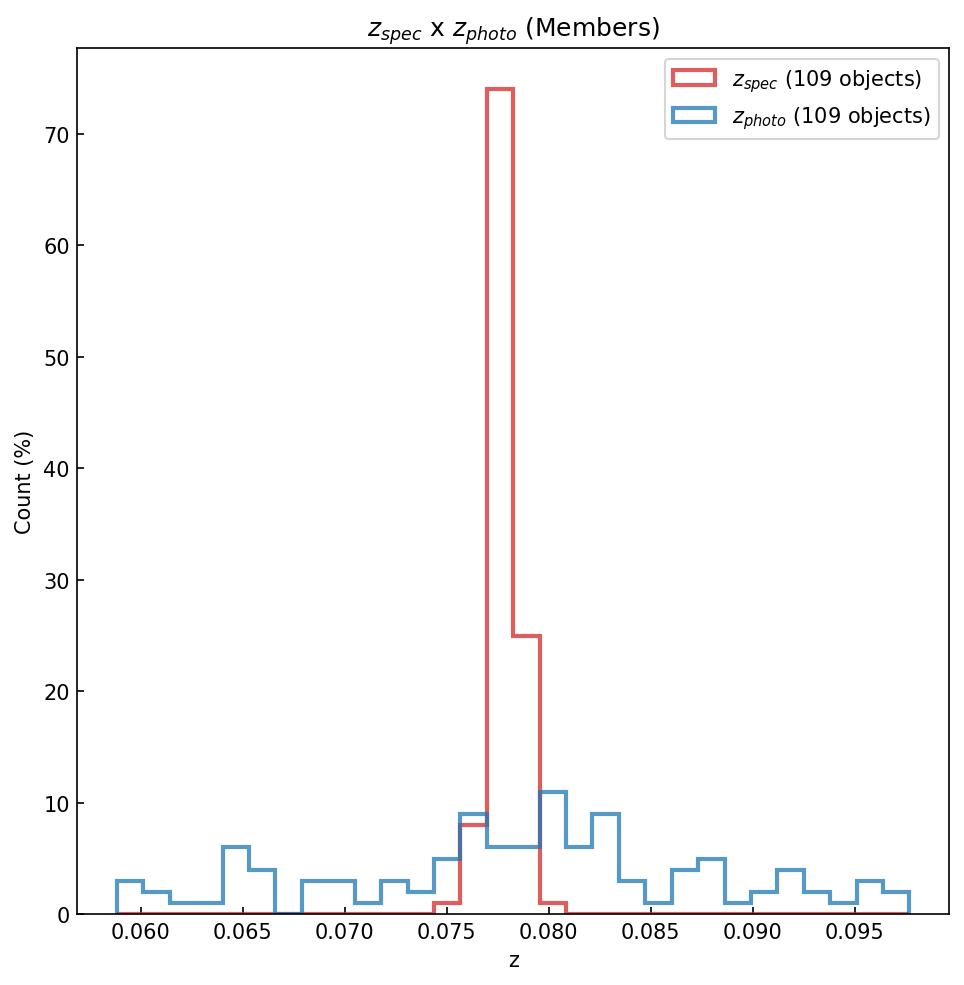 z_spec x z_photo (Members)
z_spec (109 objects)
z_photo (109 objects)
Count (%)
70
60
50
40
30
20
10
0
0.060 0.065 0.070 0.075 0.080 0.085 0.090 0.095
z